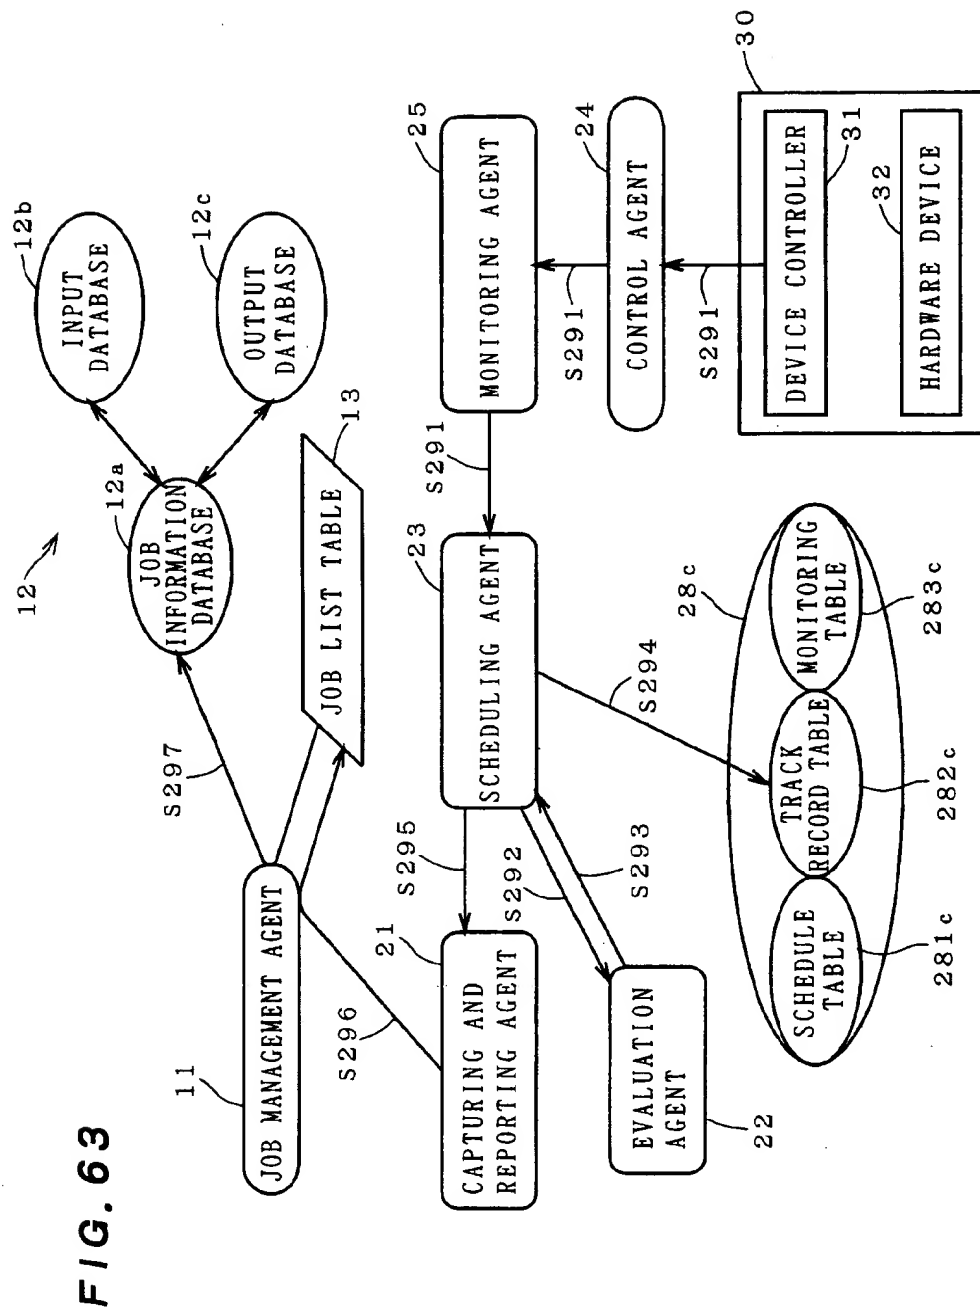 FIG. 63
12
12b
INPUT
DATABASE
12a
JOB
INFORMATION
DATABASE
12c
OUTPUT
DATABASE
S297
11
JOB MANAGEMENT AGENT
13
JOB LIST TABLE
S296
21
CAPTURING AND
REPORTING AGENT
S295
23
SCHEDULING AGENT
S291
25
MONITORING AGENT
S292
S293
22
EVALUATION
AGENT
S294
S291
24
CONTROL AGENT
S291
30
DEVICE CONTROLLER
31
32
HARDWARE DEVICE
28c
SCHEDULE
TABLE
281c
TRACK
RECORD TABLE
282c
MONITORING
TABLE
283c